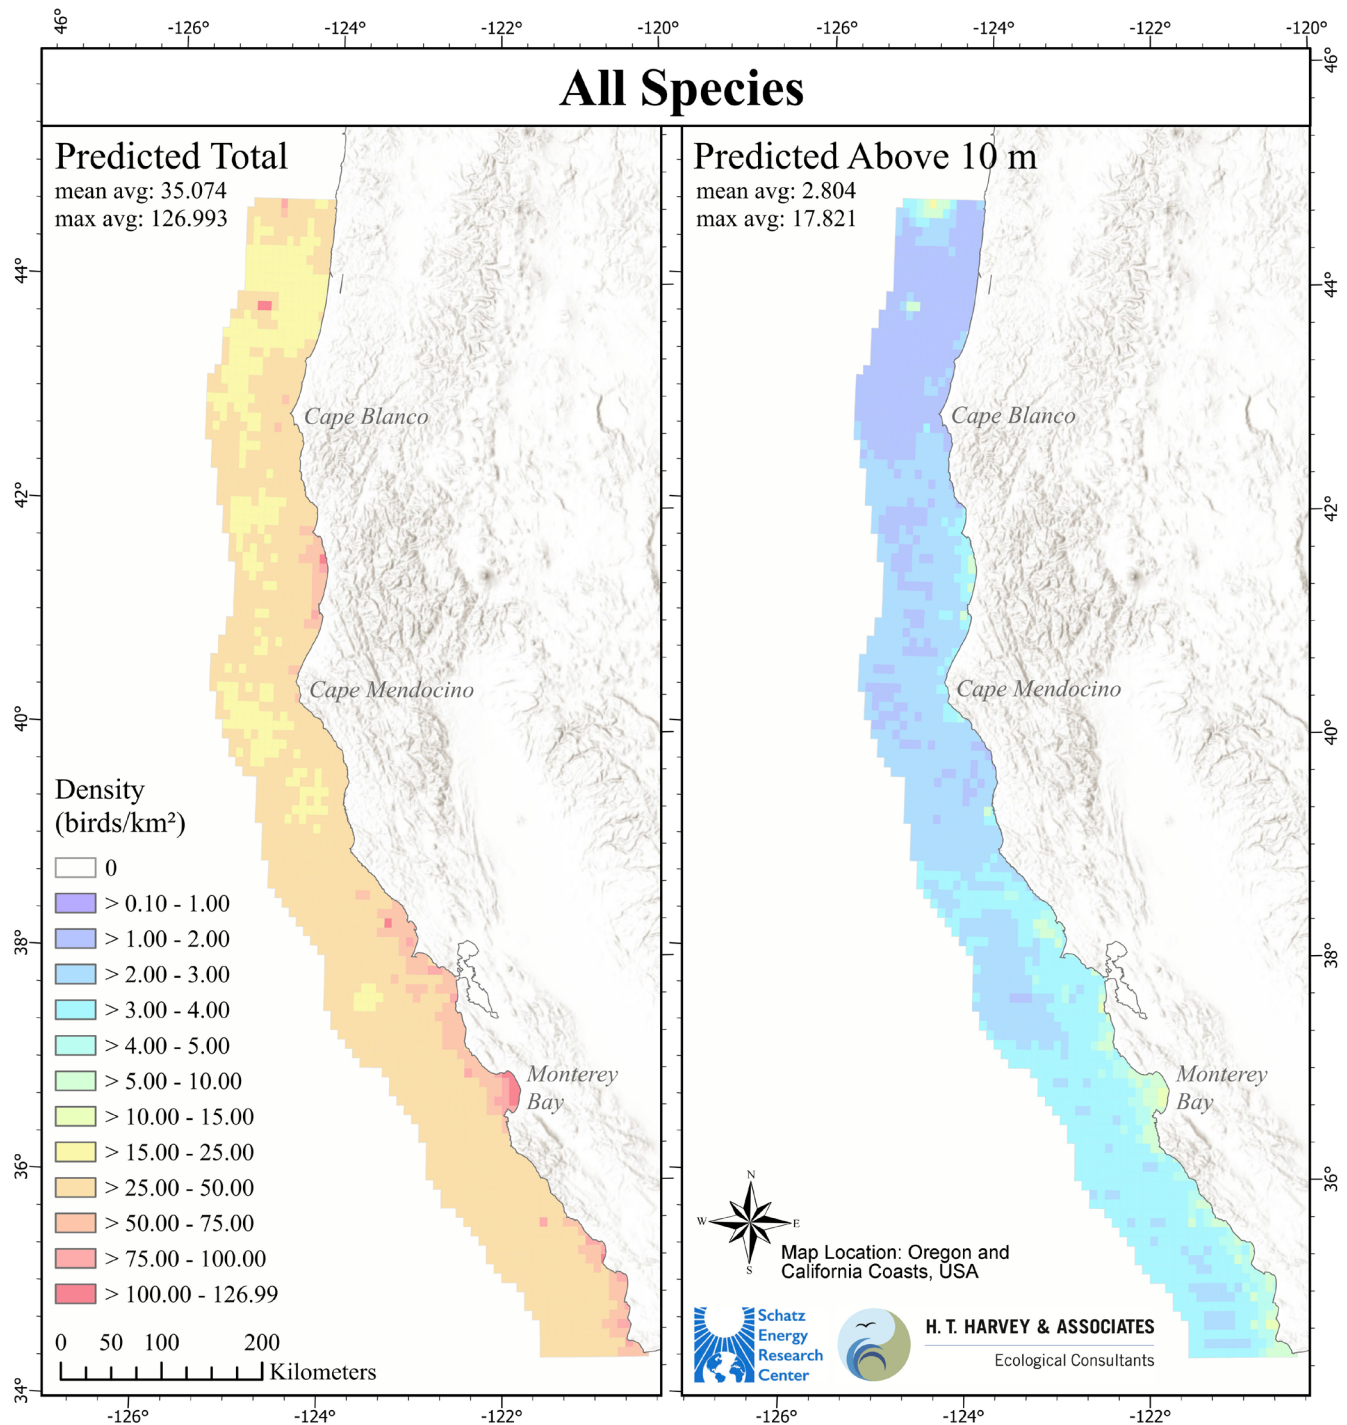 46° -126° -124° -122° -120° -126° -124° -122° -120°
46°
All Species
Predicted Total
mean avg: 35.074
max avg: 126.993
Predicted Above 10 m
mean avg: 2.804
max avg: 17.821
44°
44°
Cape Blanco
Cape Blanco
42°
42°
Cape Mendocino
Cape Mendocino
40°
40°
Density
(birds/km²)
0
> 0.10 - 1.00
> 1.00 - 2.00
> 2.00 - 3.00
> 3.00 - 4.00
> 4.00 - 5.00
> 5.00 - 10.00
> 10.00 - 15.00
> 15.00 - 25.00
> 25.00 - 50.00
> 50.00 - 75.00
> 75.00 - 100.00
> 100.00 - 126.99
38°
38°
Monterey
Bay
Monterey
Bay
36°
36°
N
W E
S
Map Location: Oregon and
California Coasts, USA
0 50 100 200
Kilometers
Schatz
Energy
Research
Center
H. T. HARVEY & ASSOCIATES
Ecological Consultants
34°
-126° -124° -122° -126° -124° -122°